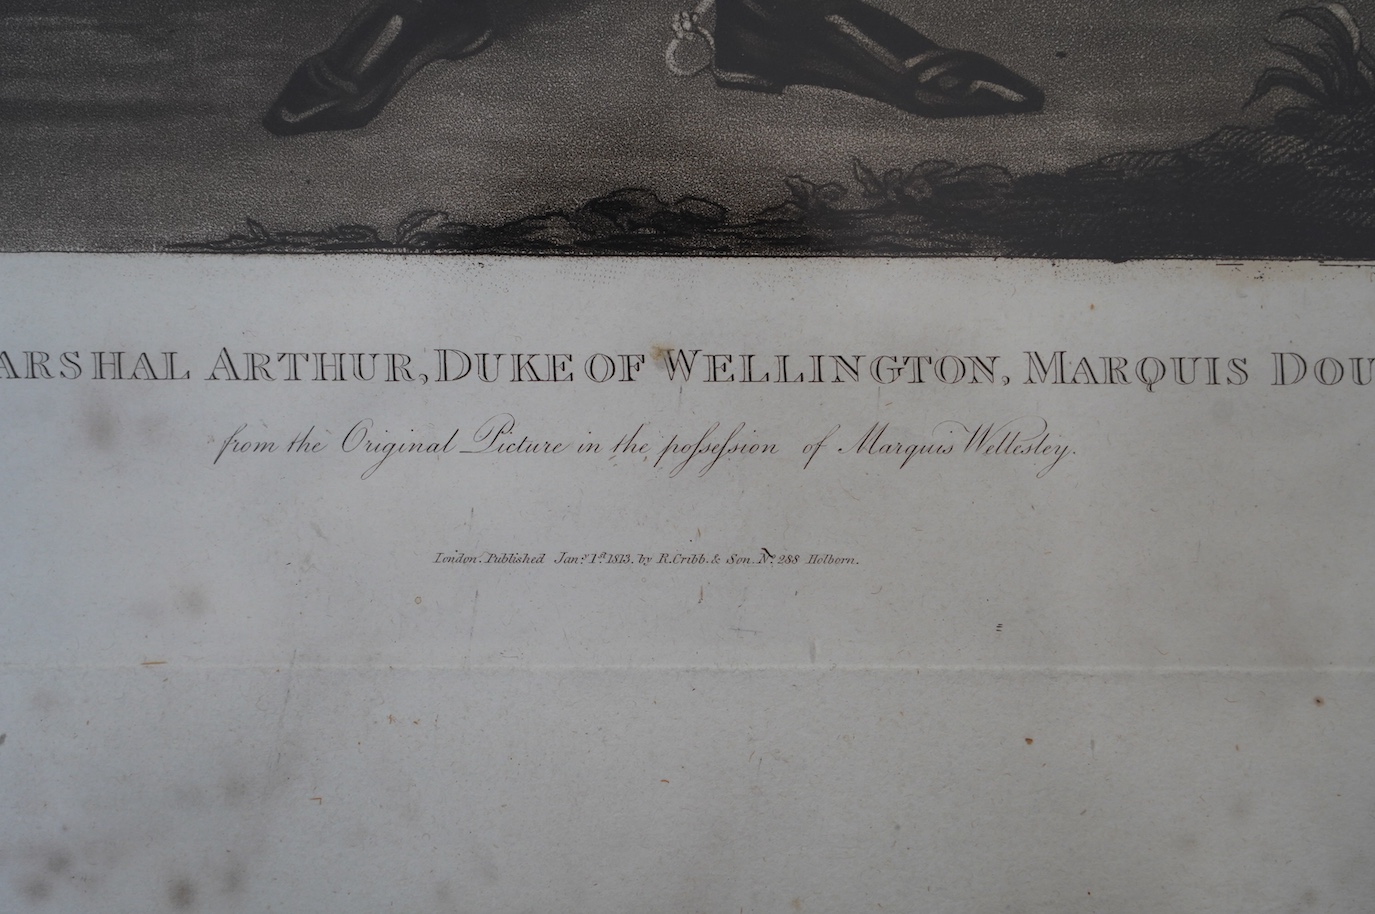 ARSHAL ARTHUR, DUKE OF WELLINGTON, MARQUIS DOU
from the Original Picture in the poſseſsion of Marquis Wellesley.
London. Published Jany. 1st. 1813. by R. Cribb. & Son. No. 288 Holborn.